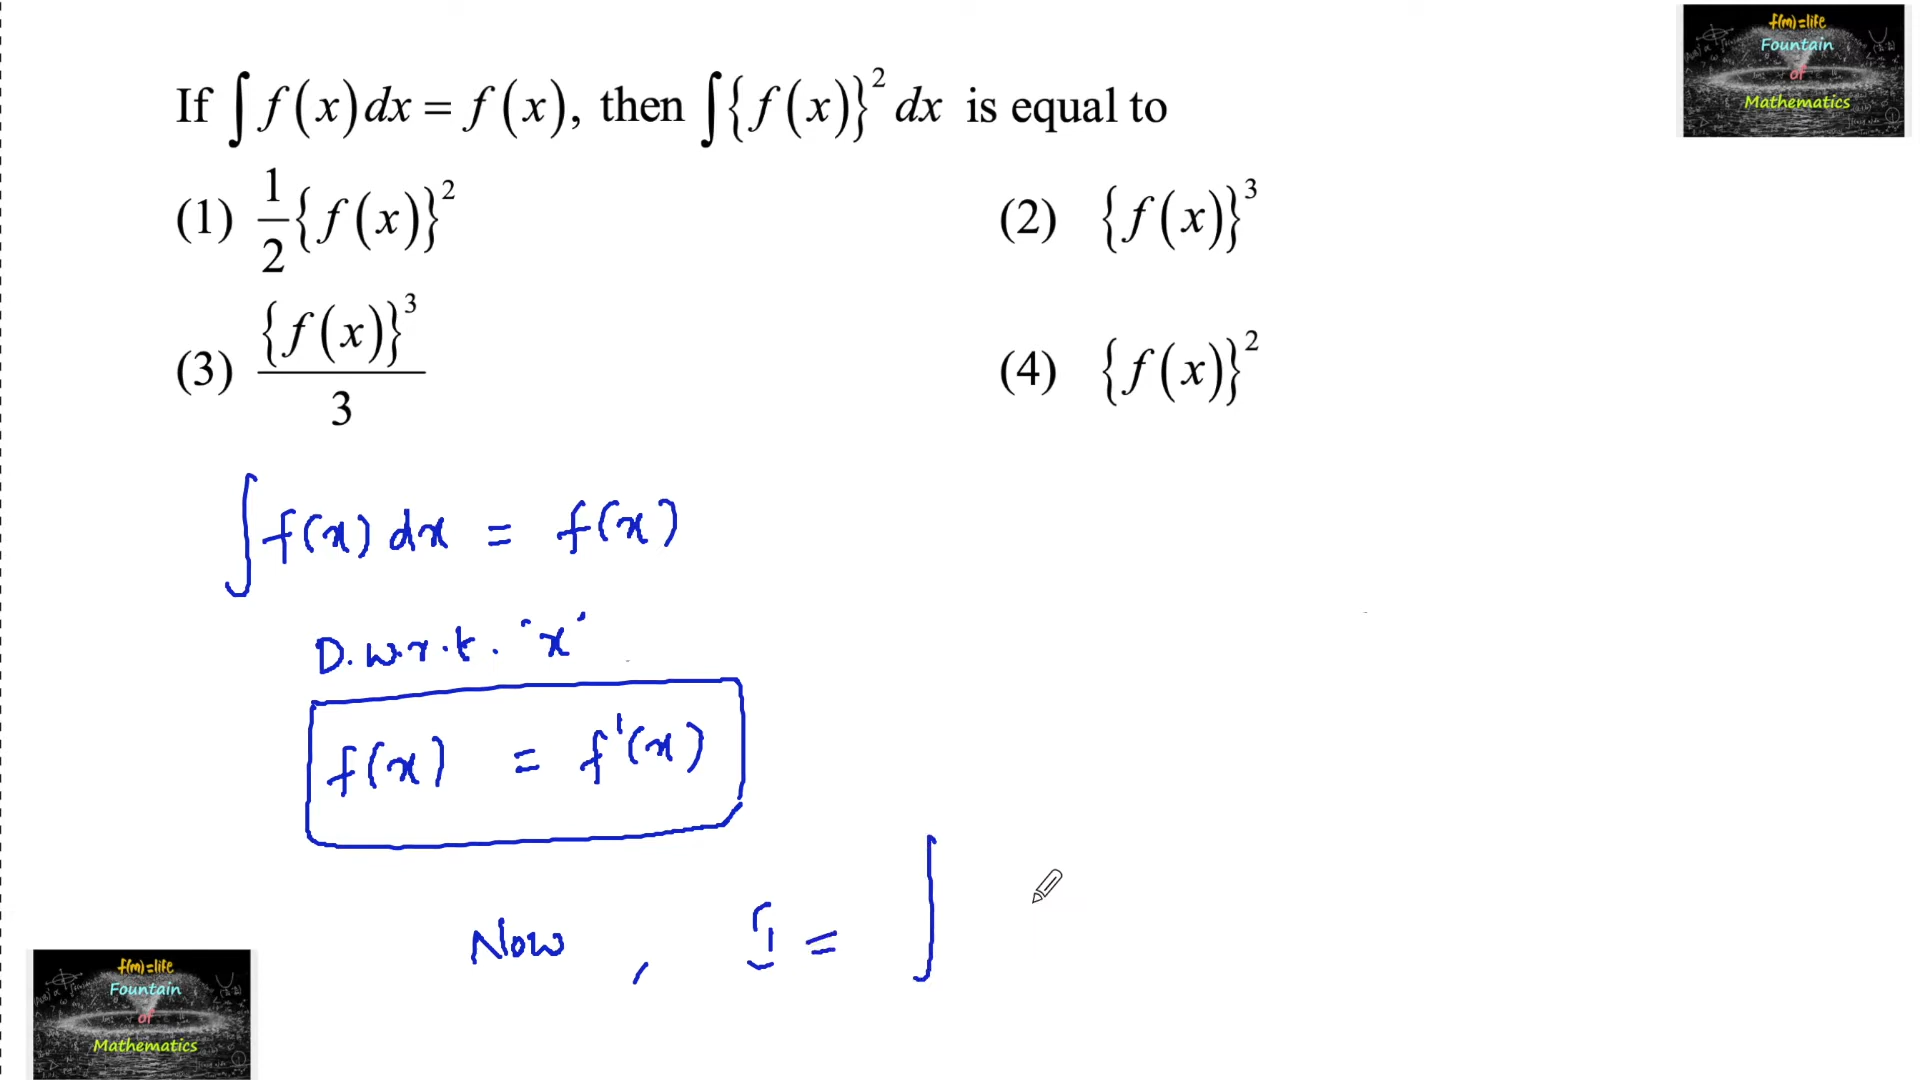 f(m)=life
Fountain
of
Mathematics
If ∫ f(x)dx = f(x), then ∫{f(x)}² dx is equal to
(1) 1/2 {f(x)}² (2) {f(x)}³
(3) {f(x)}³/3 (4) {f(x)}²
∫ f(x) dx = f(x)
D.w.r.t. 'x'
f(x) = f'(x)
Now , I = ∫
f(m)=life
Fountain
of
Mathematics